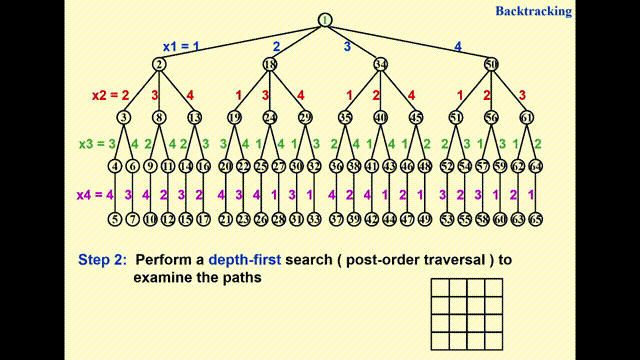 Backtracking
1
x1 = 1 2 3 4
2 18 34 50
x2 = 2 3 4 1 3 4 1 2 4 1 2 3
3 8 13 19 24 29 35 40 45 51 56 61
x3 = 3 4 2 4 2 3 3 4 1 4 1 3 2 4 1 4 1 2 2 3 1 3 1 2
4 6 9 11 14 16 20 22 25 27 30 32 36 38 41 43 46 48 52 54 57 59 62 64
x4 = 4 3 4 2 3 2 4 3 4 1 3 1 4 2 4 1 2 1 3 2 3 1 2 1
5 7 10 12 15 17 21 23 26 28 31 33 37 39 42 44 47 49 53 55 58 60 63 65
Step 2: Perform a depth-first search ( post-order traversal ) to
examine the paths